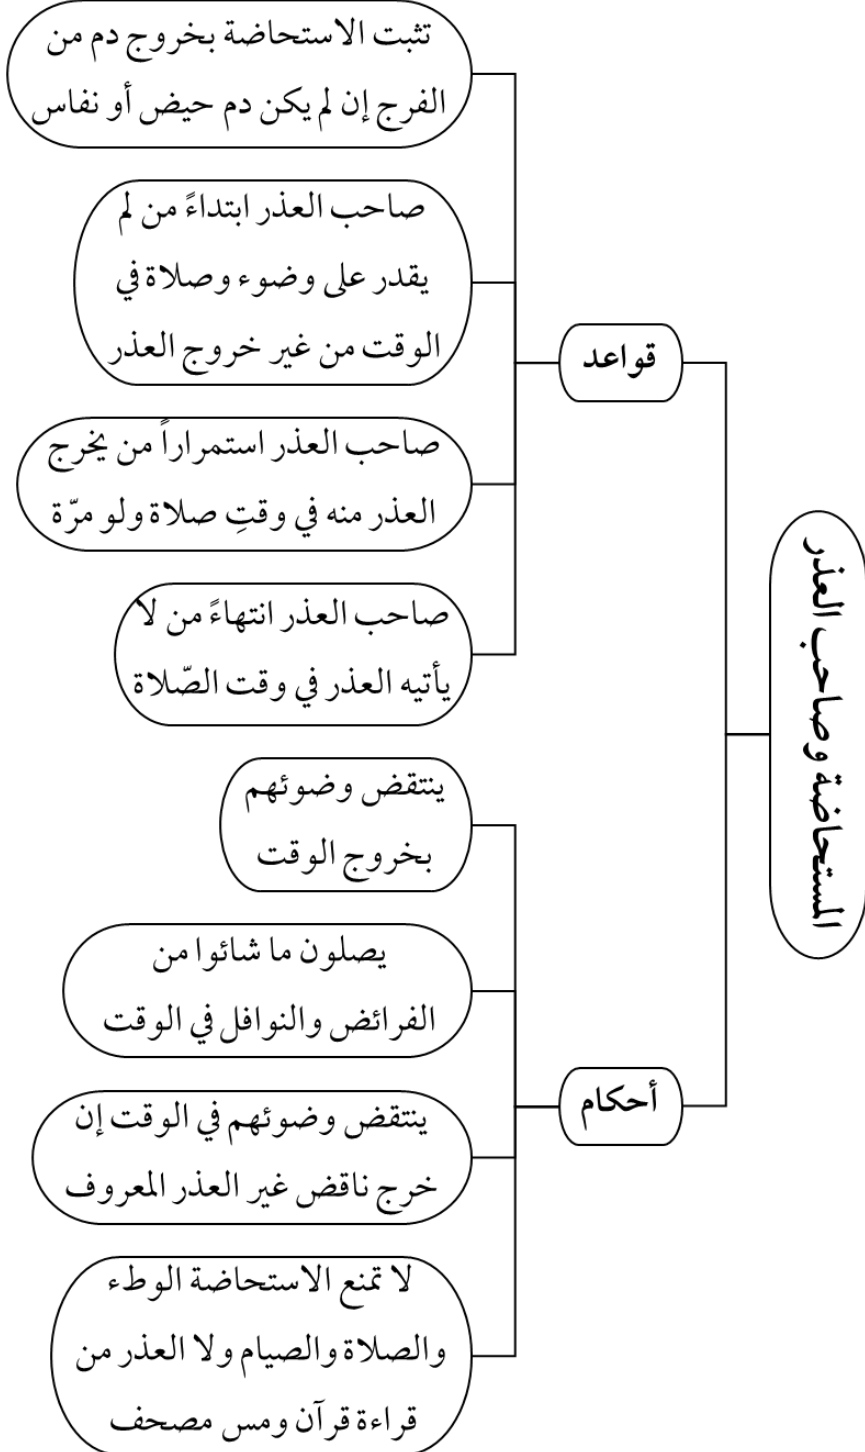 المستحاضة وصاحب العذر
قواعد
تثبت الاستحاضة بخروج دم من
الفرج إن لم يكن دم حيض أو نفاس
صاحب العذر ابتداءً من لم
يقدر على وضوء وصلاة في
الوقت من غير خروج العذر
صاحب العذر استمراراً من يخرج
العذر منه في وقتِ صلاة ولو مرّة
صاحب العذر انتهاءً من لا
يأتيه العذر في وقت الصّلاة
أحكام
ينتقض وضوئهم
بخروج الوقت
يصلون ما شائوا من
الفرائض والنوافل في الوقت
ينتقض وضوئهم في الوقت إن
خرج ناقض غير العذر المعروف
لا تمنع الاستحاضة الوطء
والصلاة والصيام ولا العذر من
قراءة قرآن ومس مصحف